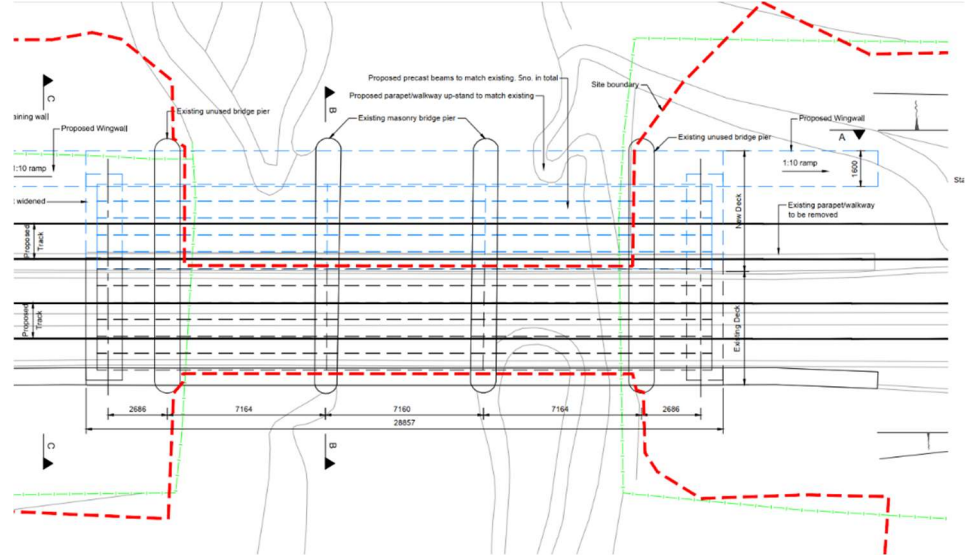 C
B
Proposed precast beams to match existing. 5no. in total
Site boundary
Existing unused bridge pier
Proposed parapet/walkway up-stand to match existing
aining wall
Proposed Wingwall
Existing masonry bridge pier
Existing unused bridge pier
Proposed Wingwall
A
1:10 ramp
1:10 ramp
1600
Sta
widened
New Deck
Existing parapet/walkway
to be removed
Proposed
Track
Proposed
Track
Existing Deck
2686
7164
7160
7164
2686
28857
C
B